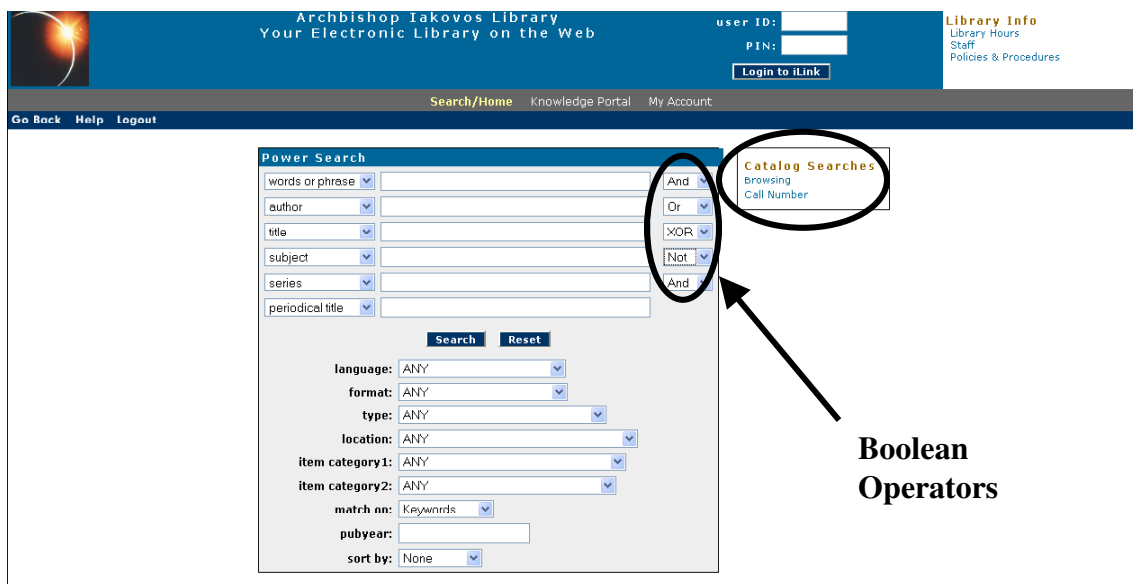 Archbishop Iakovos Library
Your Electronic Library on the Web
user ID:
PIN:
Login to iLink
Library Info
Library Hours
Staff
Policies & Procedures
Search/Home Knowledge Portal My Account
Go Back Help Logout
Power Search
words or phrase And
author Or
title XOR
subject Not
series And
periodical title
Search Reset
language: ANY
format: ANY
type: ANY
location: ANY
item category1: ANY
item category2: ANY
match on: Keywords
pubyear:
sort by: None
Catalog Searches
Browsing
Call Number
Boolean
Operators